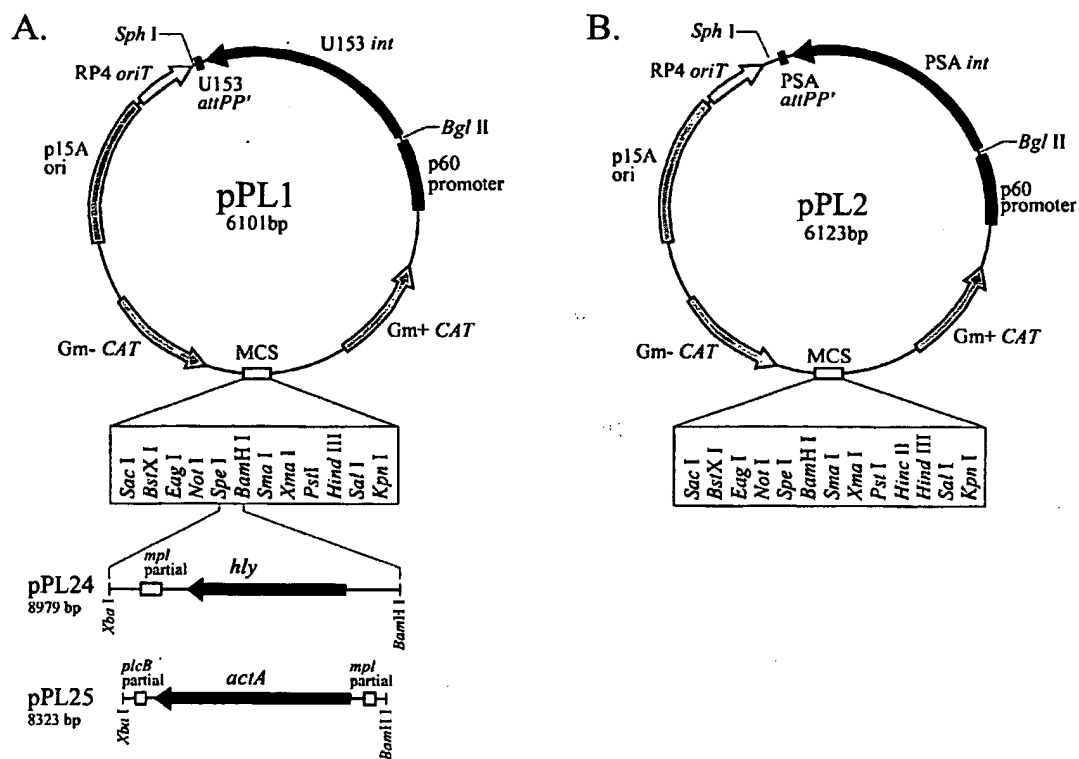 A.
Sph I
U153 int
RP4 oriT
U153
attPP'
Bgl II
p60
promoter
p15A
ori
pPL1
6101bp
Gm- CAT
Gm+ CAT
MCS
Sac I
BstX I
Eag I
Not I
Spe I
BamH I
Sma I
Xma I
PstI
Hind III
Sal I
Kpn I
pPL24
8979 bp
mpl
partial
hly
Xba I
BamH I
pPL25
8323 bp
plcB
partial
actA
mpl
partial
Xba I
BamH I
B.
Sph I
PSA int
RP4 oriT
PSA
attPP'
Bgl II
p60
promoter
p15A
ori
pPL2
6123bp
Gm- CAT
Gm+ CAT
MCS
Sac I
BstX I
Eag I
Not I
Spe I
BamH I
Sma I
Xma I
Pst I
Hinc II
Hind III
Sal I
Kpn I